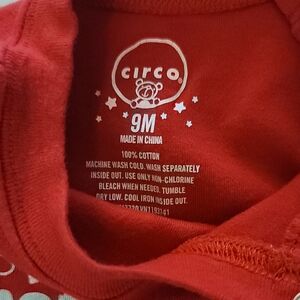 circo
9M
MADE IN CHINA
100% COTTON
MACHINE WASH COLD. WASH SEPARATELY
INSIDE OUT. USE ONLY NON-CHLORINE
BLEACH WHEN NEEDED. TUMBLE
DRY LOW. COOL IRON INSIDE OUT.